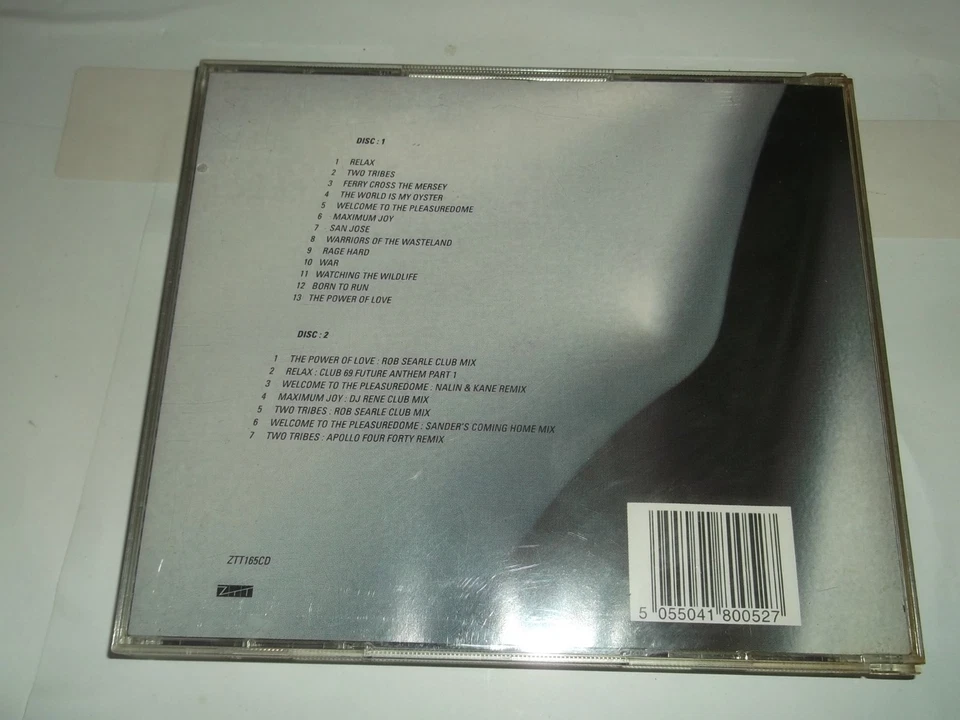 DISC : 1
1 RELAX
2 TWO TRIBES
3 FERRY CROSS THE MERSEY
4 THE WORLD IS MY OYSTER
5 WELCOME TO THE PLEASUREDOME
6 MAXIMUM JOY
7 SAN JOSE
8 WARRIORS OF THE WASTELAND
9 RAGE HARD
10 WAR
11 WATCHING THE WILDLIFE
12 BORN TO RUN
13 THE POWER OF LOVE
DISC : 2
1 THE POWER OF LOVE : ROB SEARLE CLUB MIX
2 RELAX : CLUB 69 FUTURE ANTHEM PART 1
3 WELCOME TO THE PLEASUREDOME : NALIN & KANE REMIX
4 MAXIMUM JOY : DJ RENE CLUB MIX
5 TWO TRIBES : ROB SEARLE CLUB MIX
6 WELCOME TO THE PLEASUREDOME : SANDER'S COMING HOME MIX
7 TWO TRIBES : APOLLO FOUR FORTY REMIX
ZTT165CD
ZTT
5 055041 800527